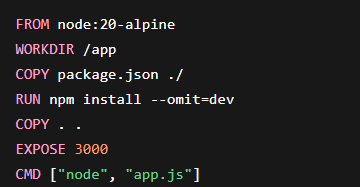 FROM node:20-alpine
WORKDIR /app
COPY package.json ./
RUN npm install --omit=dev
COPY . .
EXPOSE 3000
CMD ["node", "app.js"]